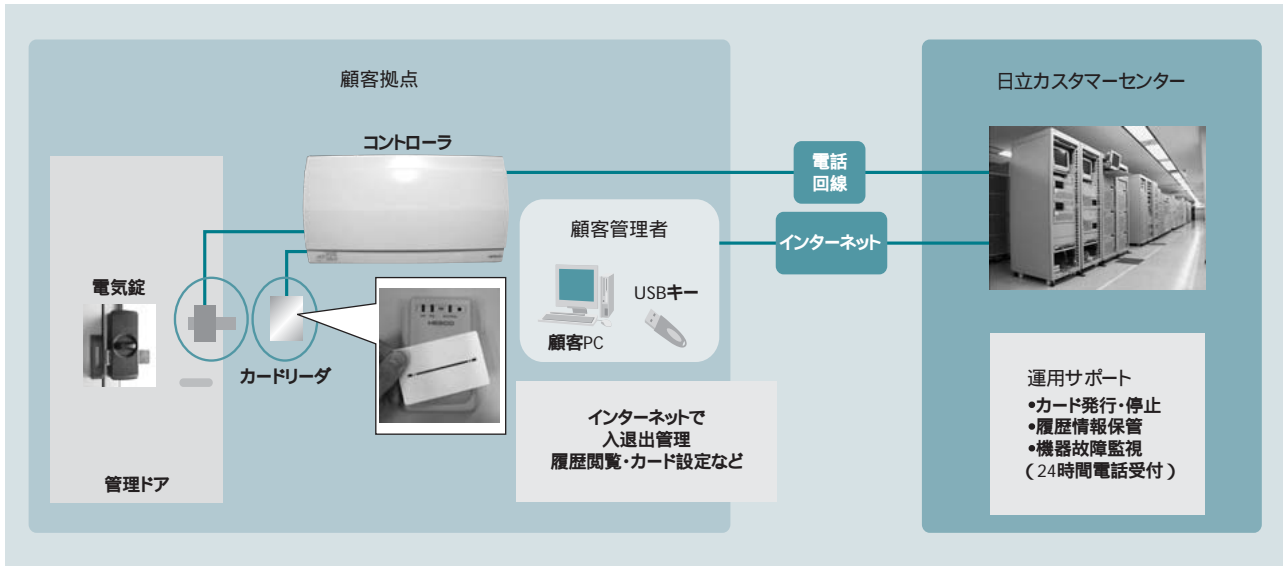 顧客拠点
コントローラ
電気錠
カードリーダ
管理ドア
顧客管理者
USBキー
顧客PC
インターネットで
入退出管理
履歴閲覧・カード設定など
電話
回線
インターネット
日立カスタマーセンター
運用サポート
•カード発行・停止
•履歴情報保管
•機器故障監視
(24時間電話受付)